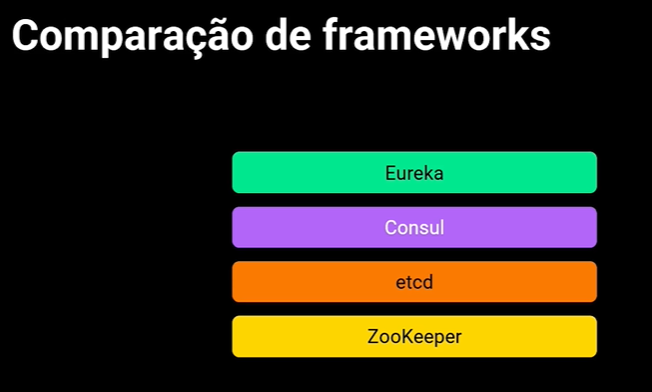 Comparação de frameworks
Eureka
Consul
etcd
ZooKeeper